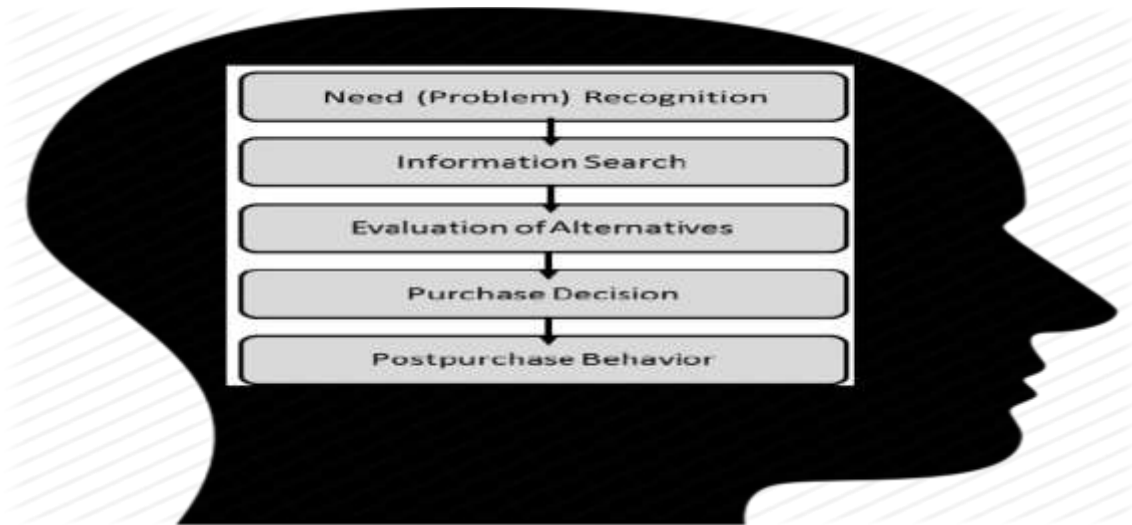 Need (Problem) Recognition
Information Search
Evaluation of Alternatives
Purchase Decision
Postpurchase Behavior